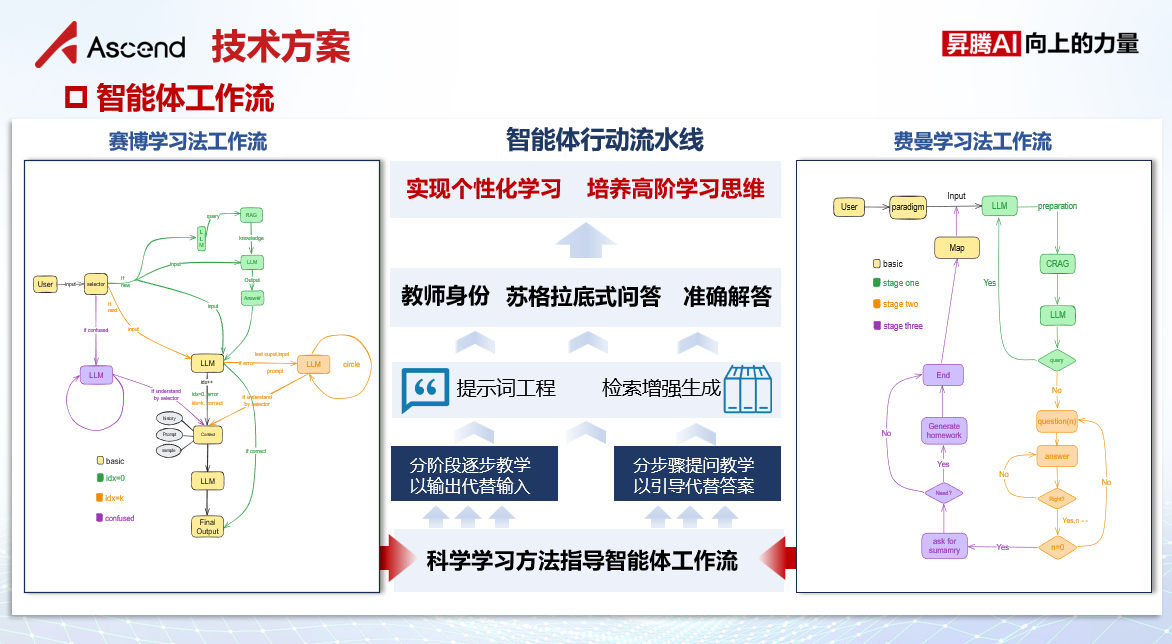 Ascend 技术方案
昇腾AI 向上的力量
智能体工作流
赛博学习法工作流
query
RAG
LLM
knowledge
input
LLM
Output
Answer
User
input
selector
if
new
input
if
next
input
if confused
LLM
LLM
if error
last ouput,input
prompt
LLM
circle
idx++
idx=0, error
idx=k, correct
if understand
by selector
if understand
by selector
history
Prompt
sample
Context
if correct
LLM
Final
Output
basic
idx=0
idx=k
confused
智能体行动流水线
实现个性化学习 培养高阶学习思维
教师身份 苏格拉底式问答 准确解答
提示词工程 检索增强生成
分阶段逐步教学
以输出代替输入
分步骤提问教学
以引导代替答案
科学学习方法指导智能体工作流
费曼学习法工作流
User
paradigm
Input
LLM
preparation
Map
CRAG
basic
stage one
stage two
stage three
Yes
LLM
query
No
End
question(n)
Generate
homework
No
answer
No
No
Yes
Need?
Right?
Yes,n--
ask for
sumamry
Yes
n=0